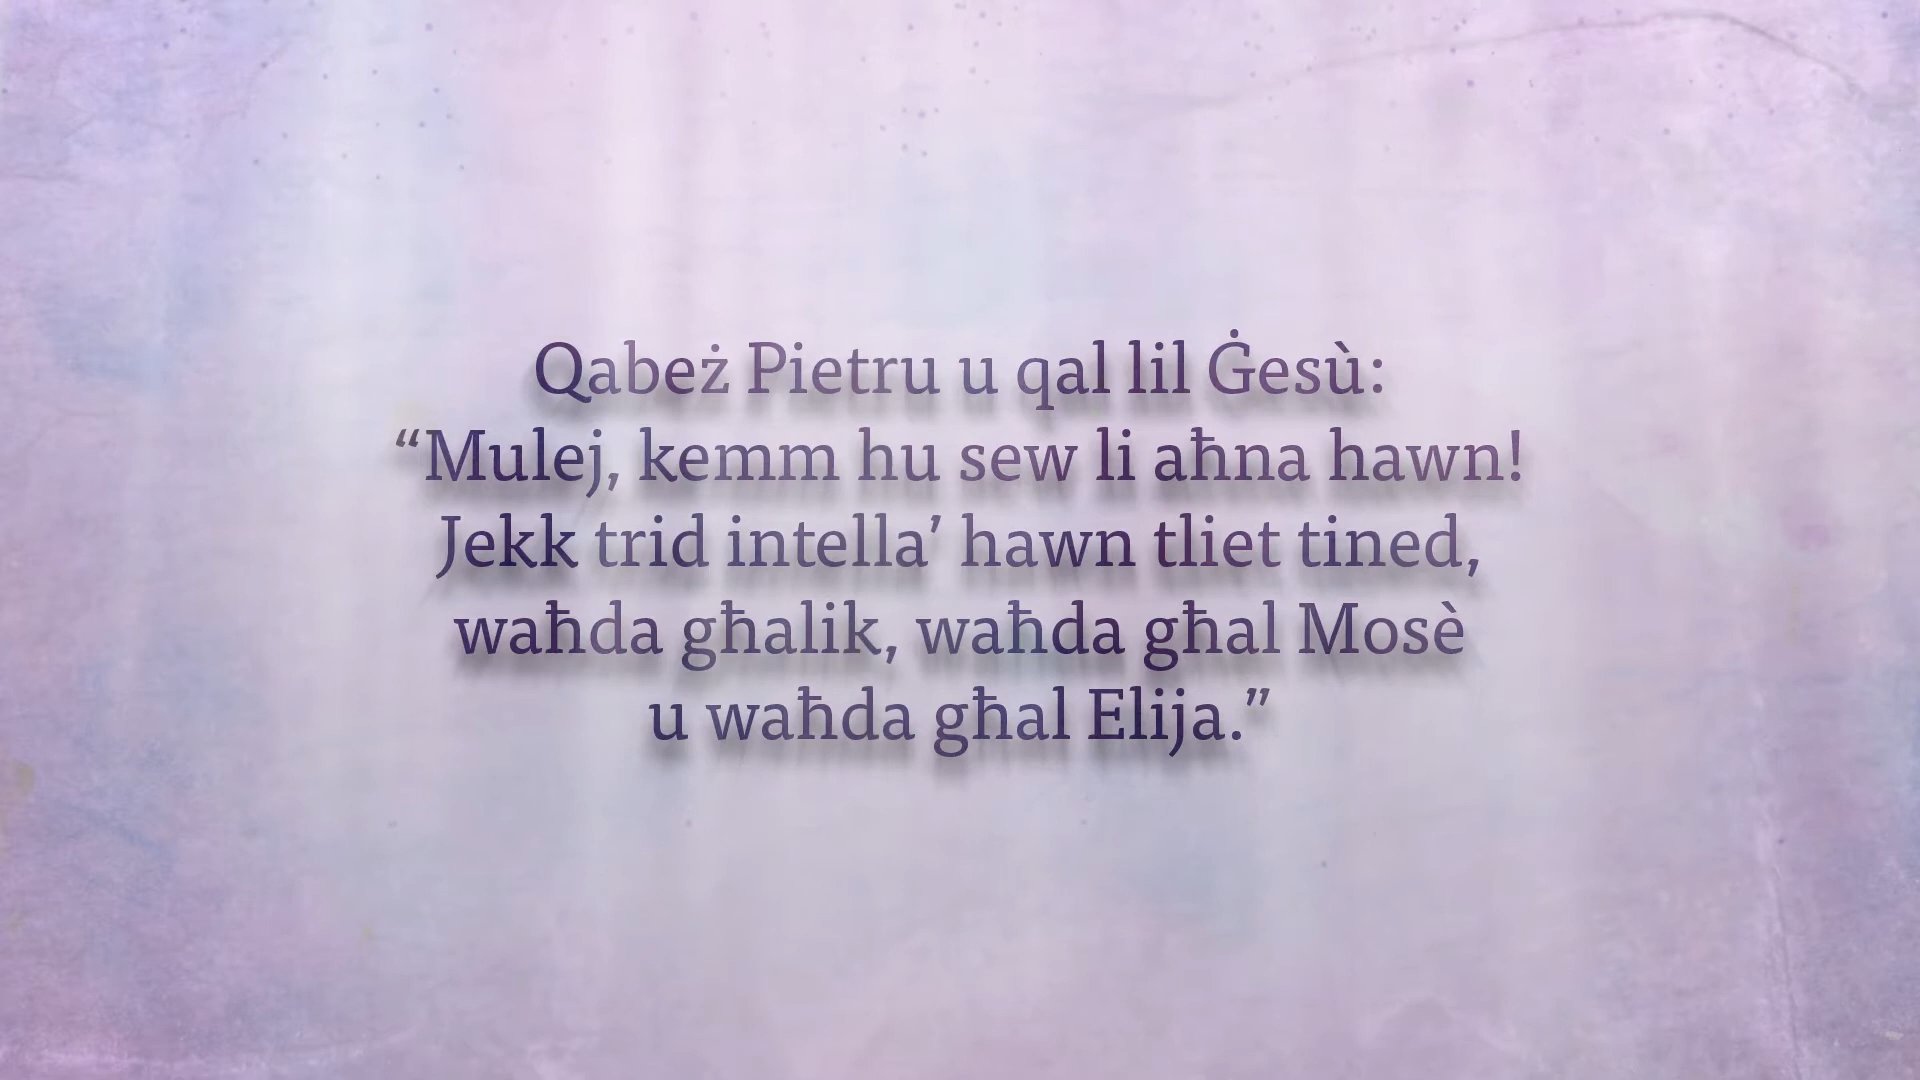 Qabeż Pietru u qal lil Ġesù:
“Mulej, kemm hu sew li aħna hawn!
Jekk trid intella’ hawn tliet tined,
waħda għalik, waħda għal Mosè
u waħda għal Elija.”